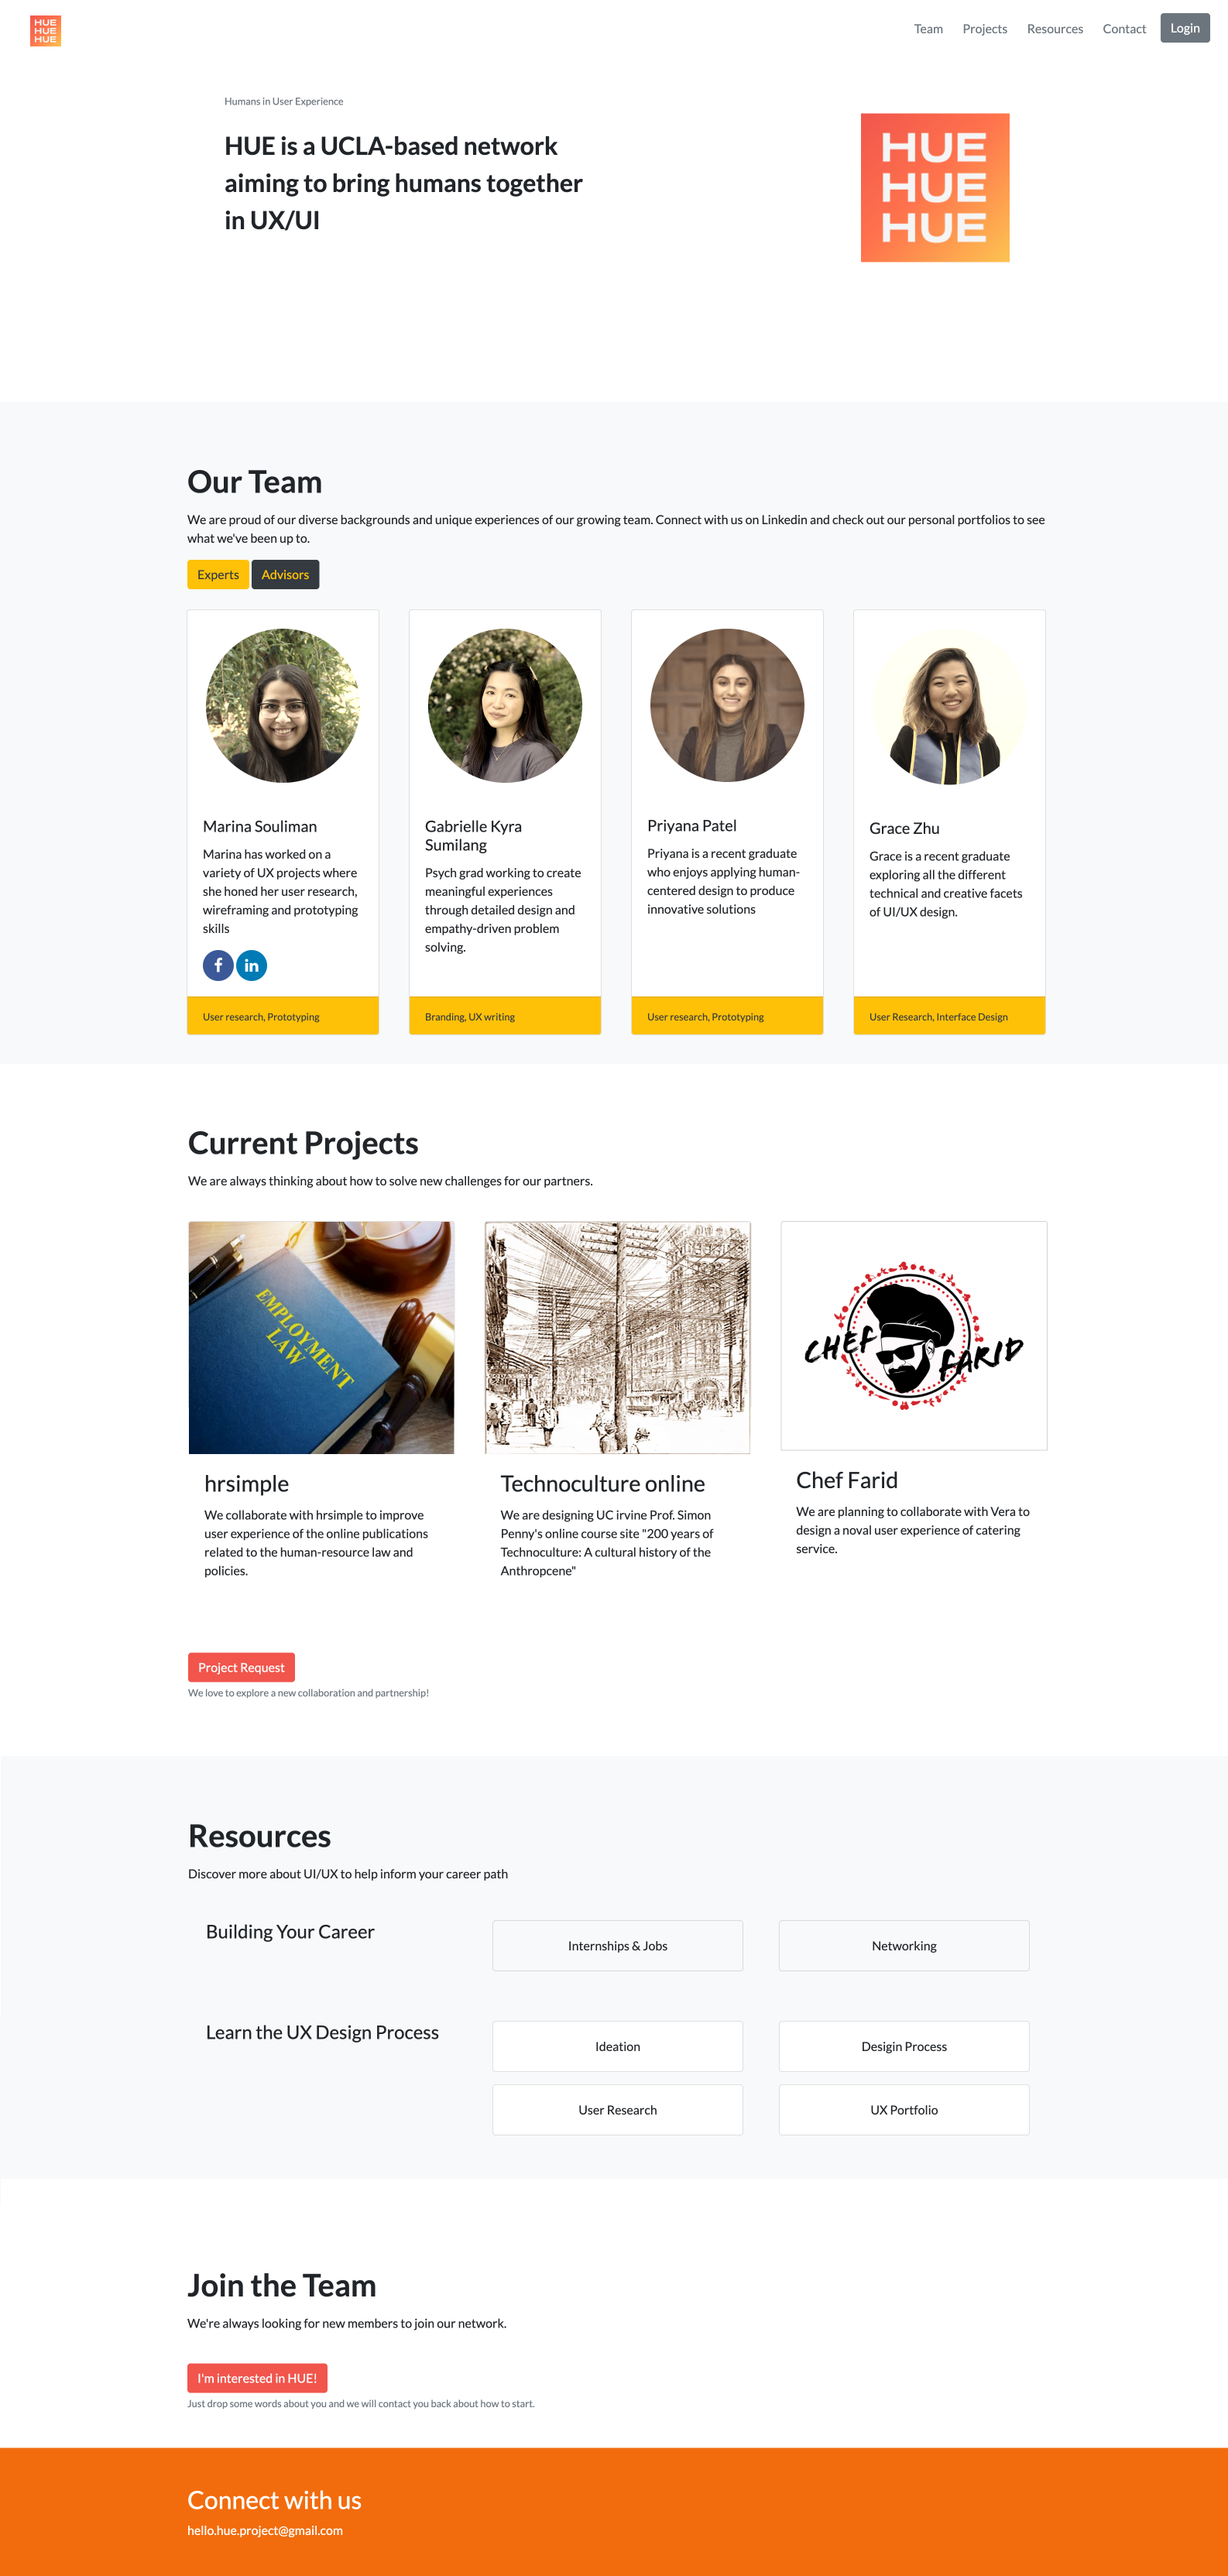 HUE
HUE
HUE
Team Projects Resources Contact Login
Humans in User Experience
HUE is a UCLA-based network
aiming to bring humans together
in UX/UI
HUE
HUE
HUE
Our Team
We are proud of our diverse backgrounds and unique experiences of our growing team. Connect with us on Linkedin and check out our personal portfolios to see
what we've been up to.
Experts Advisors
Marina Souliman
Marina has worked on a
variety of UX projects where
she honed her user research,
wireframing and prototyping
skills
f in
User research, Prototyping
Gabrielle Kyra
Sumilang
Psych grad working to create
meaningful experiences
through detailed design and
empathy-driven problem
solving.
Branding, UX writing
Priyana Patel
Priyana is a recent graduate
who enjoys applying human-
centered design to produce
innovative solutions
User research, Prototyping
Grace Zhu
Grace is a recent graduate
exploring all the different
technical and creative facets
of UI/UX design.
User Research, Interface Design
Current Projects
We are always thinking about how to solve new challenges for our partners.
EMPLOYMENT
LAW
hrsimple
We collaborate with hrsimple to improve
user experience of the online publications
related to the human-resource law and
policies.
Technoculture online
We are designing UC irvine Prof. Simon
Penny's online course site "200 years of
Technoculture: A cultural history of the
Anthropcene"
CHEF FARID
Chef Farid
We are planning to collaborate with Vera to
design a noval user experience of catering
service.
Project Request
We love to explore a new collaboration and partnership!
Resources
Discover more about UI/UX to help inform your career path
Building Your Career
Internships & Jobs
Networking
Learn the UX Design Process
Ideation
Desigin Process
User Research
UX Portfolio
Join the Team
We're always looking for new members to join our network.
I'm interested in HUE!
Just drop some words about you and we will contact you back about how to start.
Connect with us
hello.hue.project@gmail.com